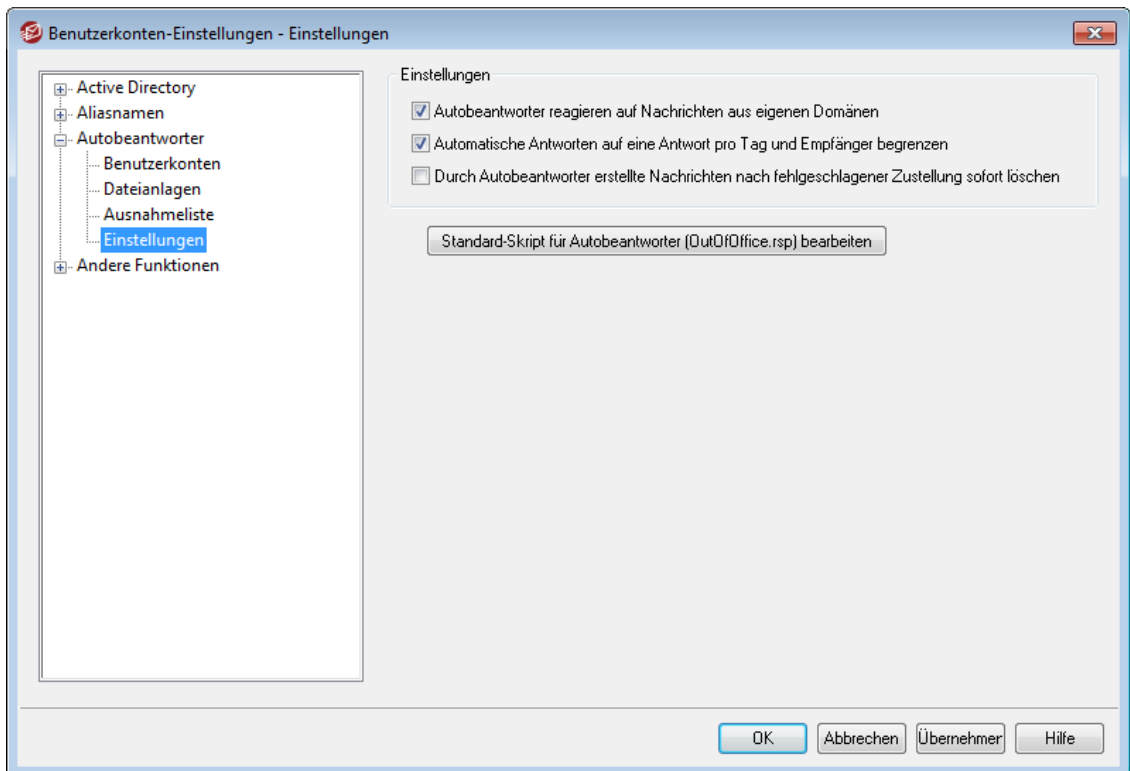 Benutzerkonten-Einstellungen - Einstellungen
Active Directory
Aliasnamen
Autobeantworter
Benutzerkonten
Dateianlagen
Ausnahmeliste
Einstellungen
Andere Funktionen
Einstellungen
Autobeantworter reagieren auf Nachrichten aus eigenen Domänen
Automatische Antworten auf eine Antwort pro Tag und Empfänger begrenzen
Durch Autobeantworter erstellte Nachrichten nach fehlgeschlagener Zustellung sofort löschen
Standard-Skript für Autobeantworter (OutOfOffice.rsp) bearbeiten
OK
Abbrechen
Übernehmer
Hilfe